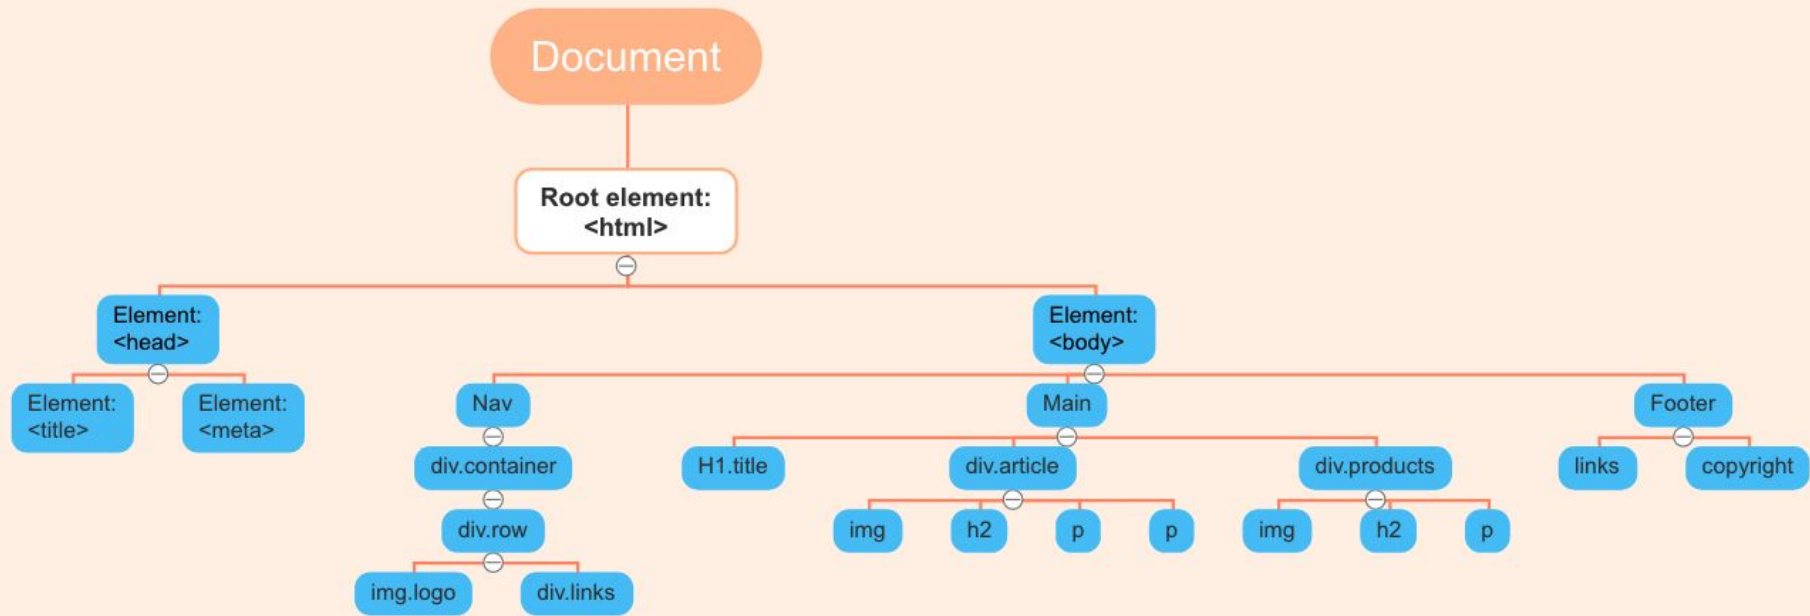 Document
Root element:
<html>
Element:
<head>
Element:
<body>
Element:
<title>
Element:
<meta>
Nav
Main
Footer
div.container
H1.title
div.article
div.products
links
copyright
div.row
img
h2
p
p
img
h2
p
img.logo
div.links